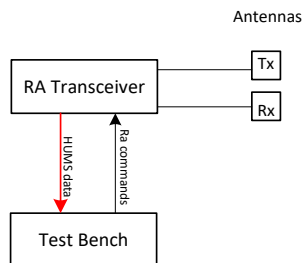 Antennas
Tx
RA Transceiver
Rx
HUMS data
Ra commands
Test Bench